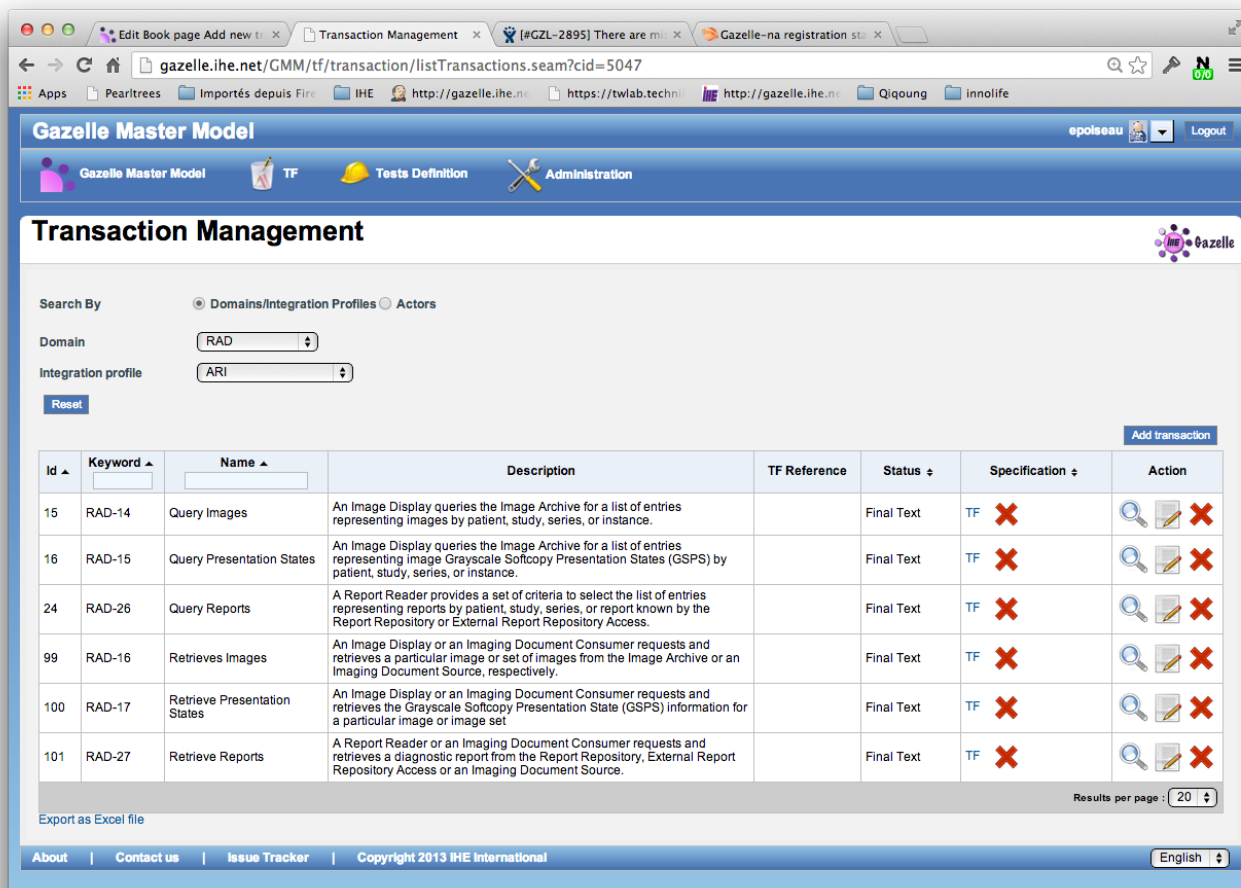 Edit Book page Add new tr
Transaction Management
[#GZL-2895] There are mi
Gazelle-na registration sta
gazelle.ihe.net/GMM/tf/transaction/listTransactions.seam?cid=5047
Apps Pearltrees Importés depuis Fire IHE http://gazelle.ihe.ne https://twlab.techni http://gazelle.ihe.ne Qigoung innolife
Gazelle Master Model
epoiseau Logout
Gazelle Master Model TF Tests Definition Administration
Transaction Management
IHE Gazelle
Search By Domains/Integration Profiles Actors
Domain RAD
Integration profile ARI
Reset
Add transaction
Id Keyword Name Description TF Reference Status Specification Action
15 RAD-14 Query Images An Image Display queries the Image Archive for a list of entries
representing images by patient, study, series, or instance. Final Text TF
16 RAD-15 Query Presentation States An Image Display queries the Image Archive for a list of entries
representing image Grayscale Softcopy Presentation States (GSPS) by
patient, study, series, or instance. Final Text TF
24 RAD-26 Query Reports A Report Reader provides a set of criteria to select the list of entries
representing reports by patient, study, series, or report known by the
Report Repository or External Report Repository Access. Final Text TF
99 RAD-16 Retrieves Images An Image Display or an Imaging Document Consumer requests and
retrieves a particular image or set of images from the Image Archive or an
Imaging Document Source, respectively. Final Text TF
100 RAD-17 Retrieve Presentation States An Image Display or an Imaging Document Consumer requests and
retrieves the Grayscale Softcopy Presentation State (GSPS) information for
a particular image or image set Final Text TF
101 RAD-27 Retrieve Reports A Report Reader or an Imaging Document Consumer requests and
retrieves a diagnostic report from the Report Repository, External Report
Repository Access or an Imaging Document Source. Final Text TF
Results per page : 20
Export as Excel file
About | Contact us | Issue Tracker | Copyright 2013 IHE International English